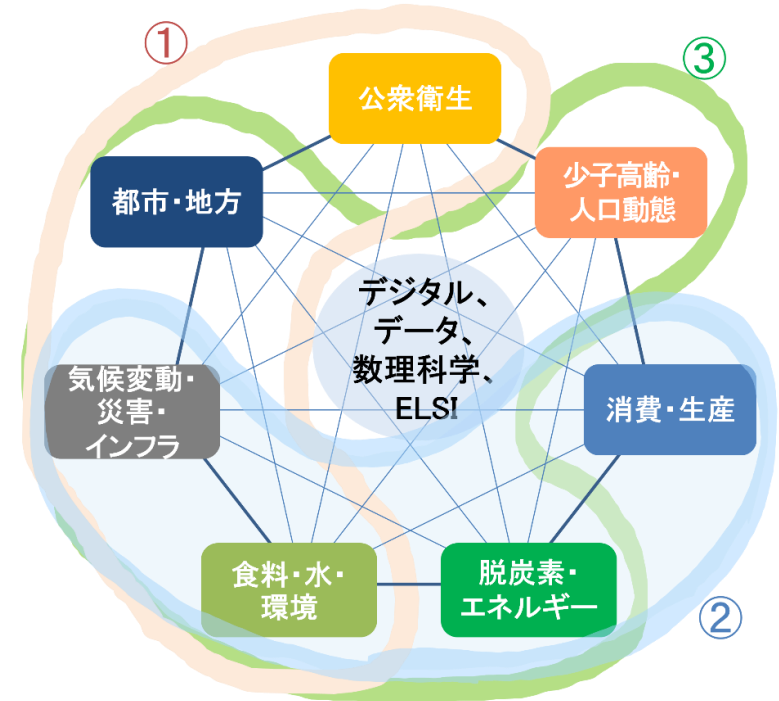 ①
③
公衆衛生
都市・地方
少子高齢・
人口動態
デジタル、
データ、
数理科学、
ELSI
気候変動・
災害・
インフラ
消費・生産
食料・水・
環境
脱炭素・
エネルギー
②